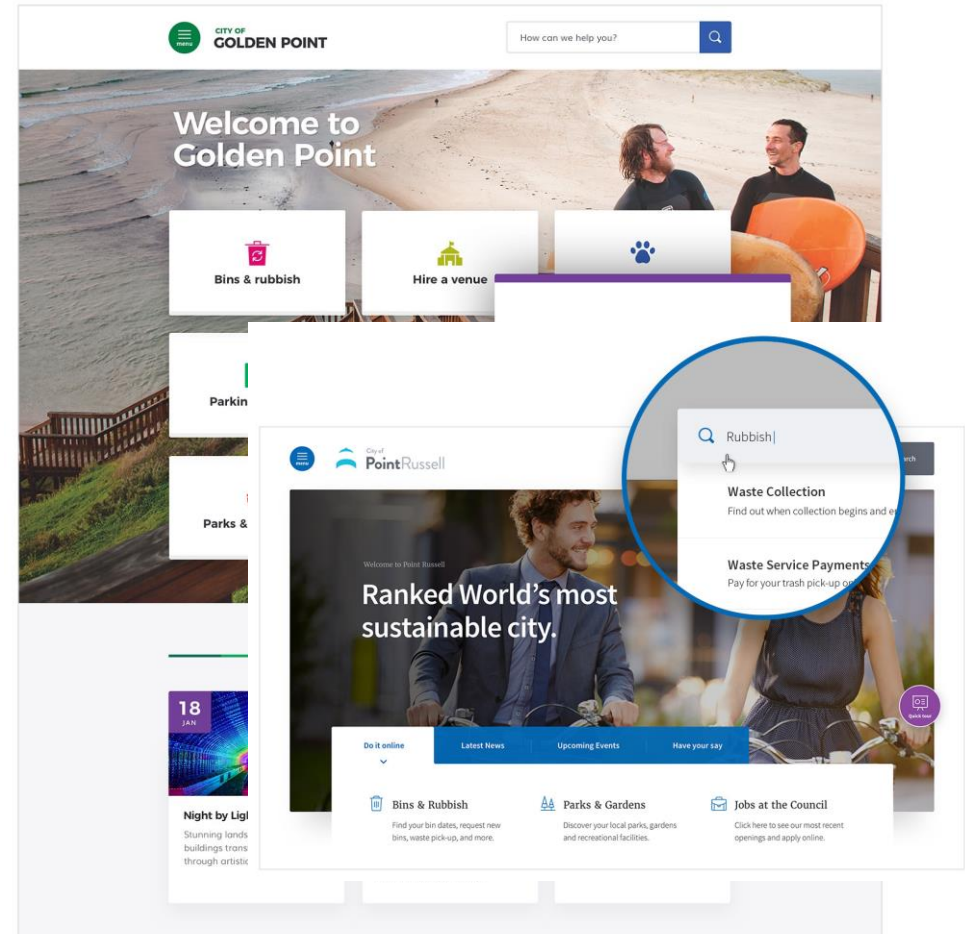 menu
CITY OF
GOLDEN POINT
How can we help you?
Welcome to
Golden Point
Bins & rubbish
Hire a venue
Parkin
Parks &
18
JAN
Night by Ligh
Stunning lands
buildings trans
through artistic
menu
City of
PointRussell
Rubbish
arch
Waste Collection
Find out when collection begins and en
Waste Service Payments
Pay for your trash pick-up on
Welcome to Point Russell
Ranked World's most
sustainable city.
Quick tour
Do it online
Latest News
Upcoming Events
Have your say
Bins & Rubbish
Find your bin dates, request new
bins, waste pick-up, and more.
Parks & Gardens
Discover your local parks, gardens
and recreational facilities.
Jobs at the Council
Click here to see our most recent
openings and apply online.